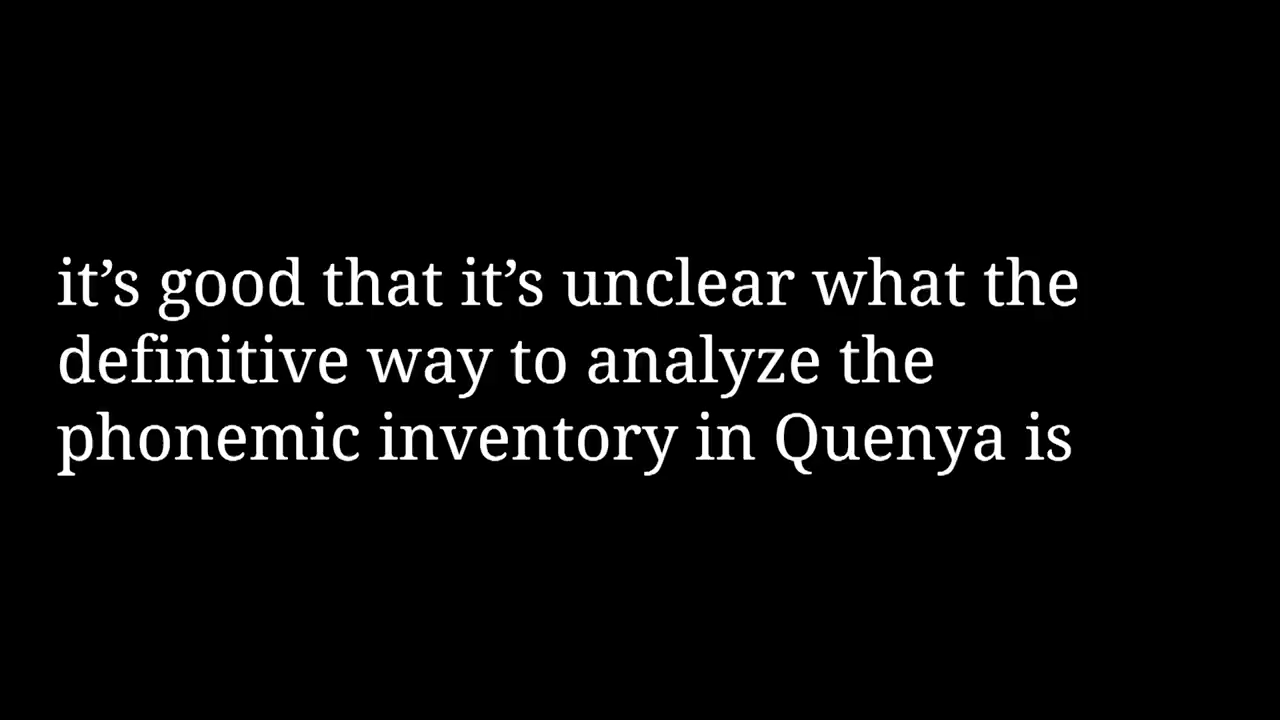 it’s good that it’s unclear what the
definitive way to analyze the
phonemic inventory in Quenya is